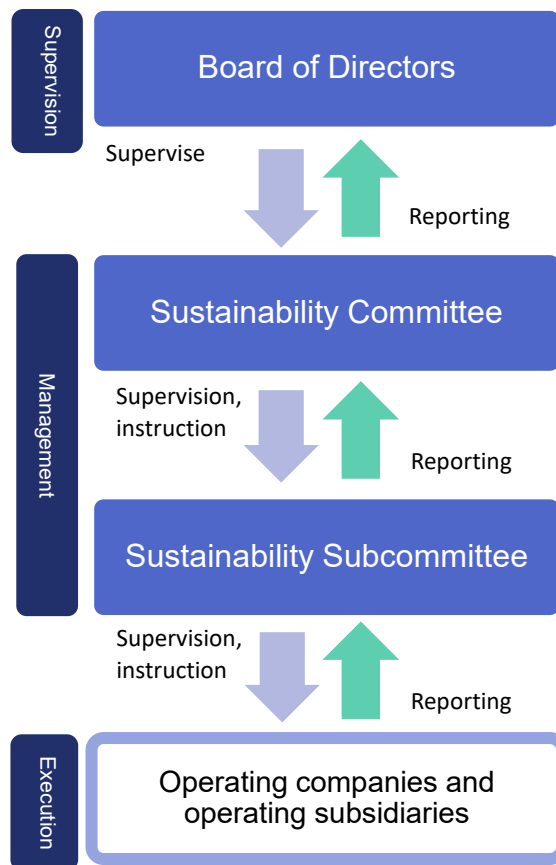 Supervision
Board of Directors
Supervise
Reporting
Management
Sustainability Committee
Supervision,
instruction
Reporting
Sustainability Subcommittee
Supervision,
instruction
Reporting
Execution
Operating companies and
operating subsidiaries